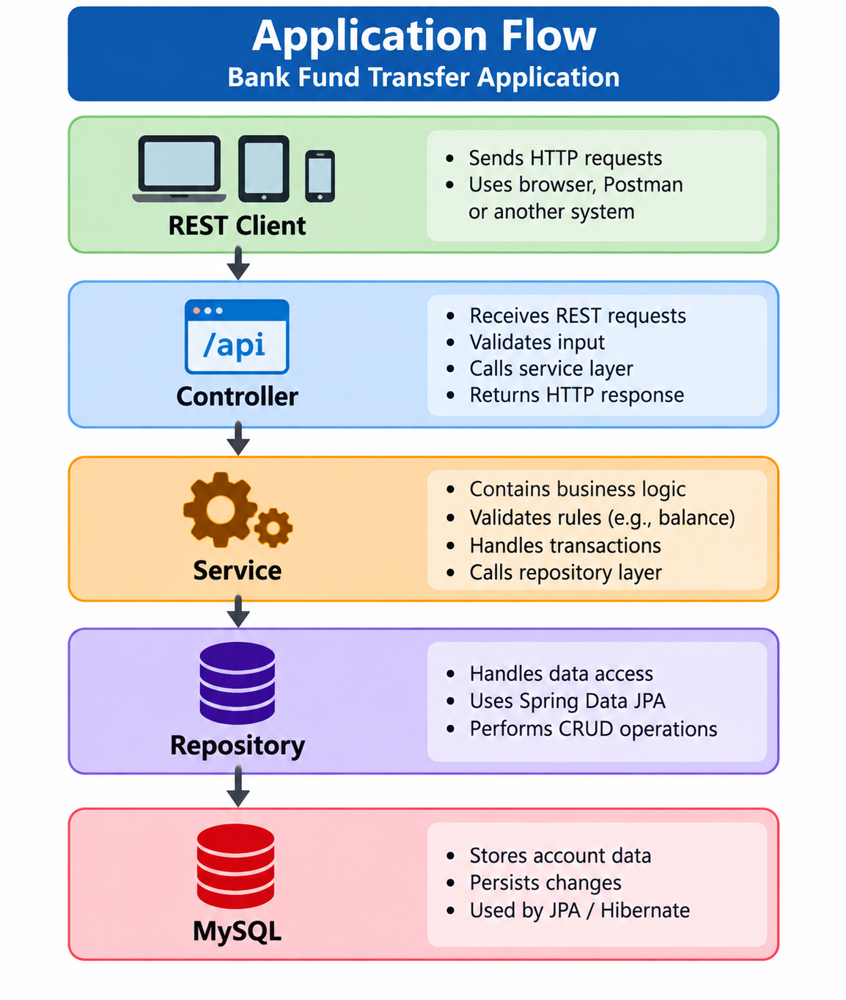 Application Flow
Bank Fund Transfer Application
REST Client
• Sends HTTP requests
• Uses browser, Postman
or another system
/api
Controller
• Receives REST requests
• Validates input
• Calls service layer
• Returns HTTP response
Service
• Contains business logic
• Validates rules (e.g., balance)
• Handles transactions
• Calls repository layer
Repository
• Handles data access
• Uses Spring Data JPA
• Performs CRUD operations
MySQL
• Stores account data
• Persists changes
• Used by JPA / Hibernate